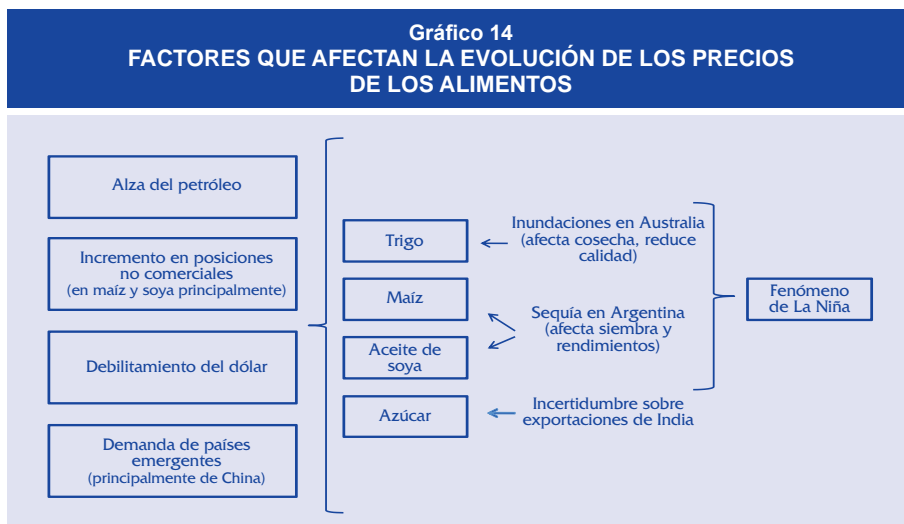 Gráfico 14
FACTORES QUE AFECTAN LA EVOLUCIÓN DE LOS PRECIOS
DE LOS ALIMENTOS
Alza del petróleo
Incremento en posiciones
no comerciales
(en maíz y soya principalmente)
Debilitamiento del dólar
Demanda de países
emergentes
(principalmente de China)
Trigo
Maíz
Aceite de
soya
Azúcar
Inundaciones en Australia
(afecta cosecha, reduce
calidad)
Sequía en Argentina
(afecta siembra y
rendimientos)
Incertidumbre sobre
exportaciones de India
Fenómeno
de La Niña